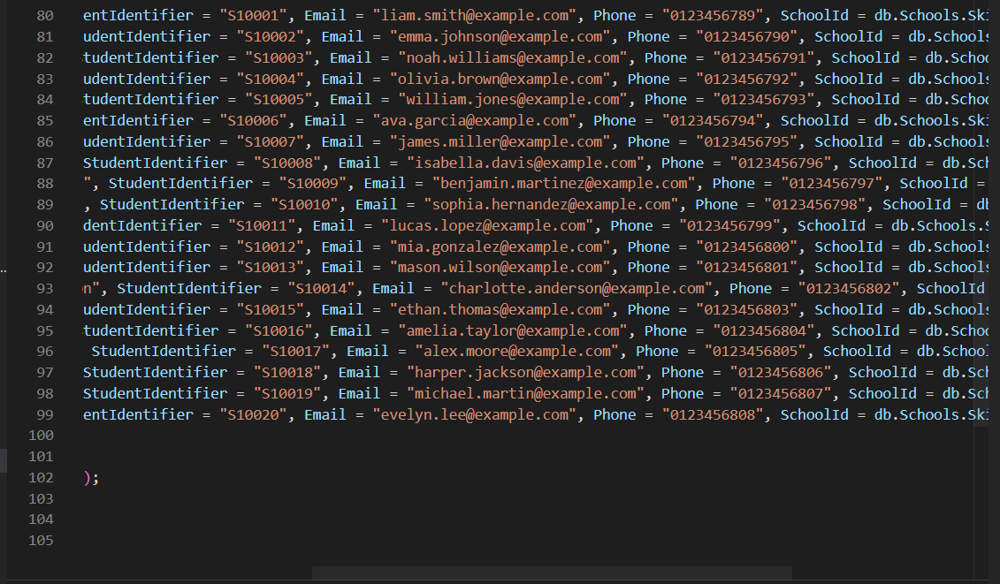 80 entIdentifier = "S10001", Email = "liam.smith@example.com", Phone = "0123456789", SchoolId = db.Schools.Ski
81 udentIdentifier = "S10002", Email = "emma.johnson@example.com", Phone = "0123456790", SchoolId = db.Schools
82 tudentIdentifier = "S10003", Email = "noah.williams@example.com", Phone = "0123456791", SchoolId = db.Schoo
83 udentIdentifier = "S10004", Email = "olivia.brown@example.com", Phone = "0123456792", SchoolId = db.Schools
84 tudentIdentifier = "S10005", Email = "william.jones@example.com", Phone = "0123456793", SchoolId = db.Schoo
85 entIdentifier = "S10006", Email = "ava.garcia@example.com", Phone = "0123456794", SchoolId = db.Schools.Ski
86 udentIdentifier = "S10007", Email = "james.miller@example.com", Phone = "0123456795", SchoolId = db.Schools
87 StudentIdentifier = "S10008", Email = "isabella.davis@example.com", Phone = "0123456796", SchoolId = db.Sch
88 ", StudentIdentifier = "S10009", Email = "benjamin.martinez@example.com", Phone = "0123456797", SchoolId =
89 , StudentIdentifier = "S10010", Email = "sophia.hernandez@example.com", Phone = "0123456798", SchoolId = db
90 dentIdentifier = "S10011", Email = "lucas.lopez@example.com", Phone = "0123456799", SchoolId = db.Schools.S
91 udentIdentifier = "S10012", Email = "mia.gonzalez@example.com", Phone = "0123456800", SchoolId = db.Schools
92 udentIdentifier = "S10013", Email = "mason.wilson@example.com", Phone = "0123456801", SchoolId = db.Schools
93 on", StudentIdentifier = "S10014", Email = "charlotte.anderson@example.com", Phone = "0123456802", SchoolId
94 udentIdentifier = "S10015", Email = "ethan.thomas@example.com", Phone = "0123456803", SchoolId = db.Schools
95 tudentIdentifier = "S10016", Email = "amelia.taylor@example.com", Phone = "0123456804", SchoolId = db.Schoo
96 StudentIdentifier = "S10017", Email = "alex.moore@example.com", Phone = "0123456805", SchoolId = db.School
97 StudentIdentifier = "S10018", Email = "harper.jackson@example.com", Phone = "0123456806", SchoolId = db.Sch
98 StudentIdentifier = "S10019", Email = "michael.martin@example.com", Phone = "0123456807", SchoolId = db.Sch
99 entIdentifier = "S10020", Email = "evelyn.lee@example.com", Phone = "0123456808", SchoolId = db.Schools.Ski
100
101
102 );
103
104
105